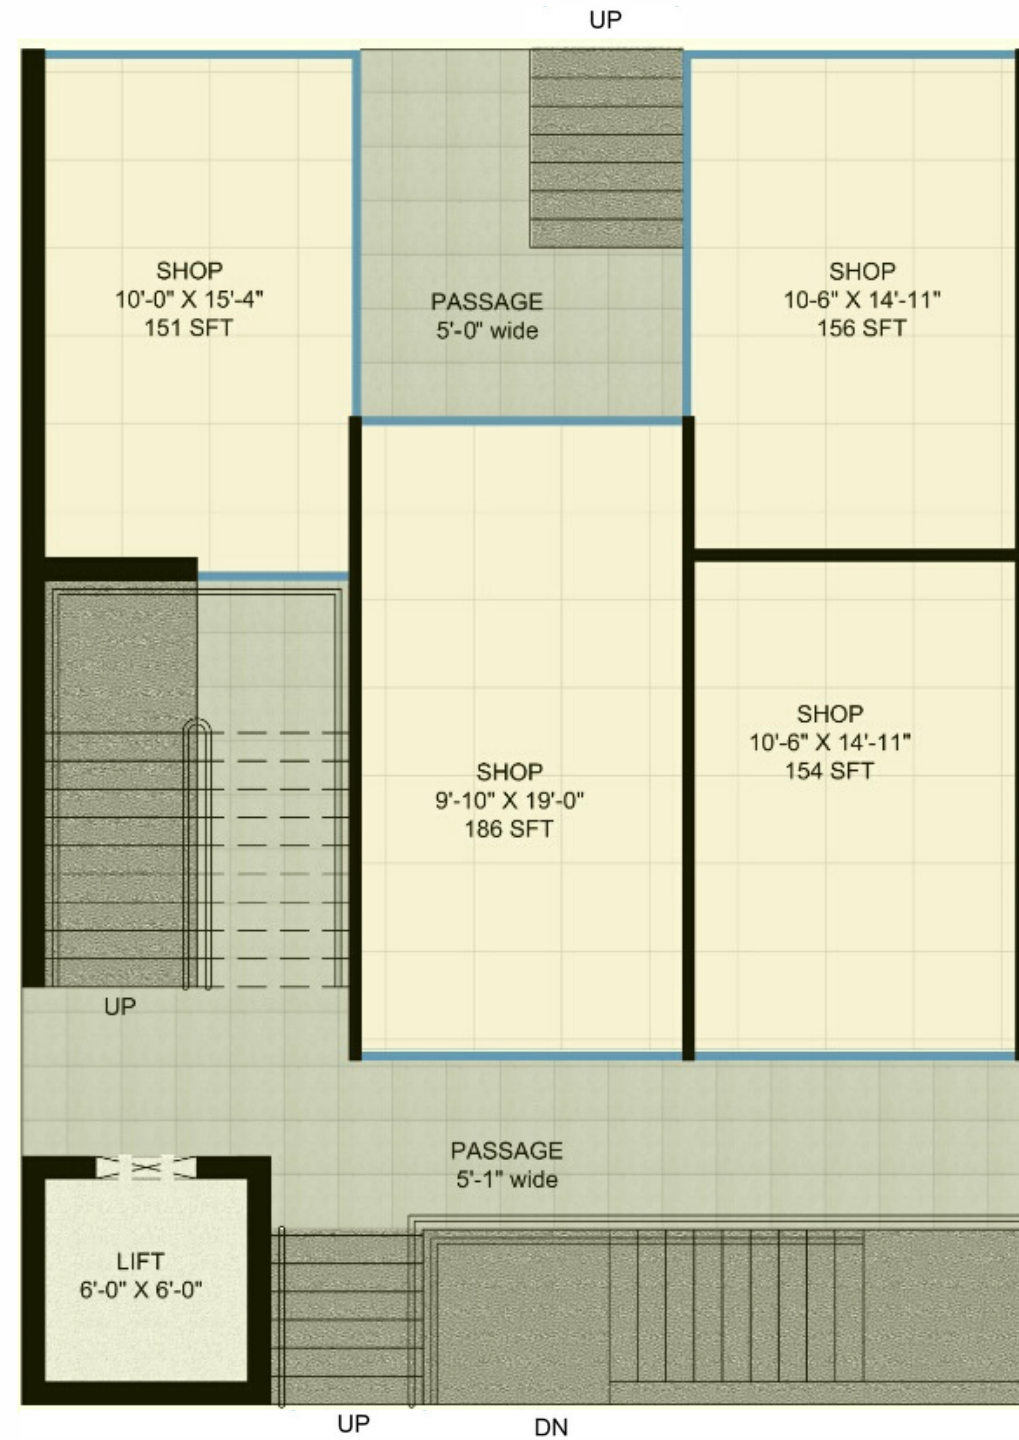 UP
SHOP
10'-0" X 15'-4"
151 SFT
PASSAGE
5'-0" wide
SHOP
10-6" X 14'-11"
156 SFT
SHOP
9'-10" X 19'-0"
186 SFT
SHOP
10'-6" X 14'-11"
154 SFT
UP
PASSAGE
5'-1" wide
LIFT
6'-0" X 6'-0"
UP
DN